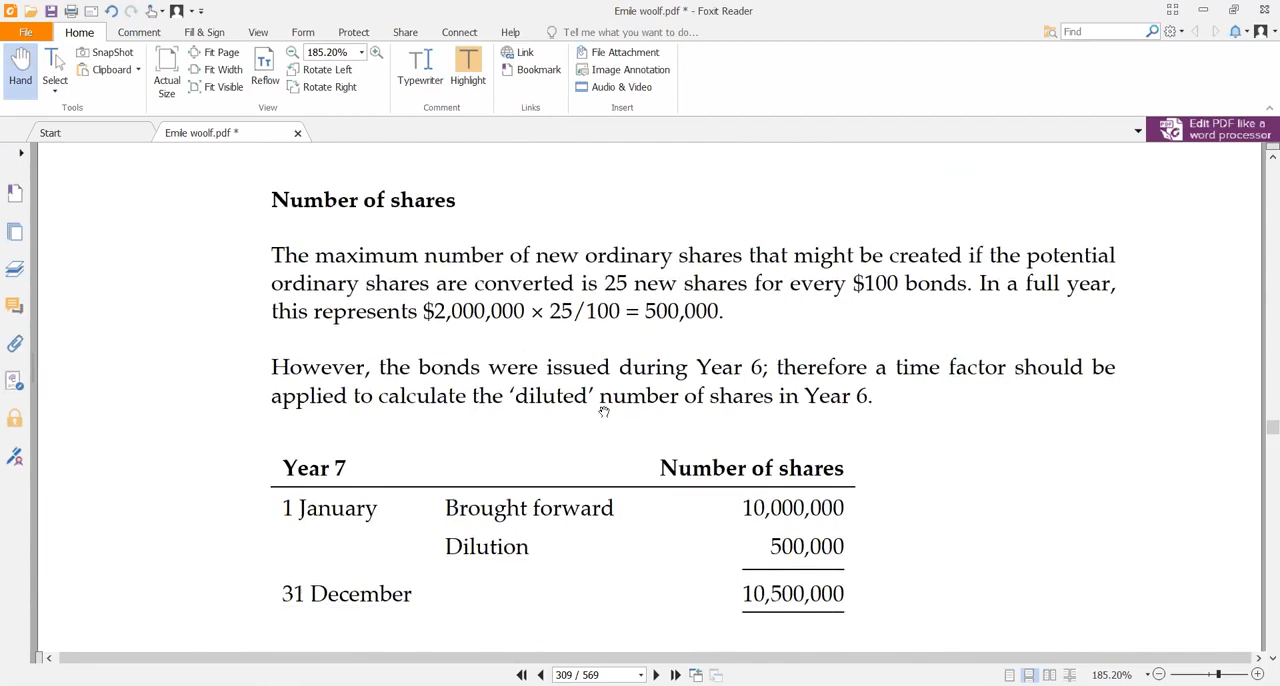 Emile woolf.pdf * - Foxit Reader
File Home Comment Fill & Sign View Form Protect Share Connect Help Tell me what you want to do... Find
Hand
Select
SnapShot
Clipboard
Tools
Actual
Size
Fit Page
Fit Width
Fit Visible
Reflow
185.20%
Rotate Left
Rotate Right
View
Typewriter
Highlight
Comment
Link
Bookmark
Links
File Attachment
Image Annotation
Audio & Video
Insert
Start
Emile woolf.pdf *
Edit PDF like a
word processor
Number of shares
The maximum number of new ordinary shares that might be created if the potential
ordinary shares are converted is 25 new shares for every $100 bonds. In a full year,
this represents $2,000,000 × 25/100 = 500,000.
However, the bonds were issued during Year 6; therefore a time factor should be
applied to calculate the ‘diluted’ number of shares in Year 6.
Year 7 Number of shares
1 January Brought forward 10,000,000
Dilution 500,000
31 December 10,500,000
309 / 569
185.20%